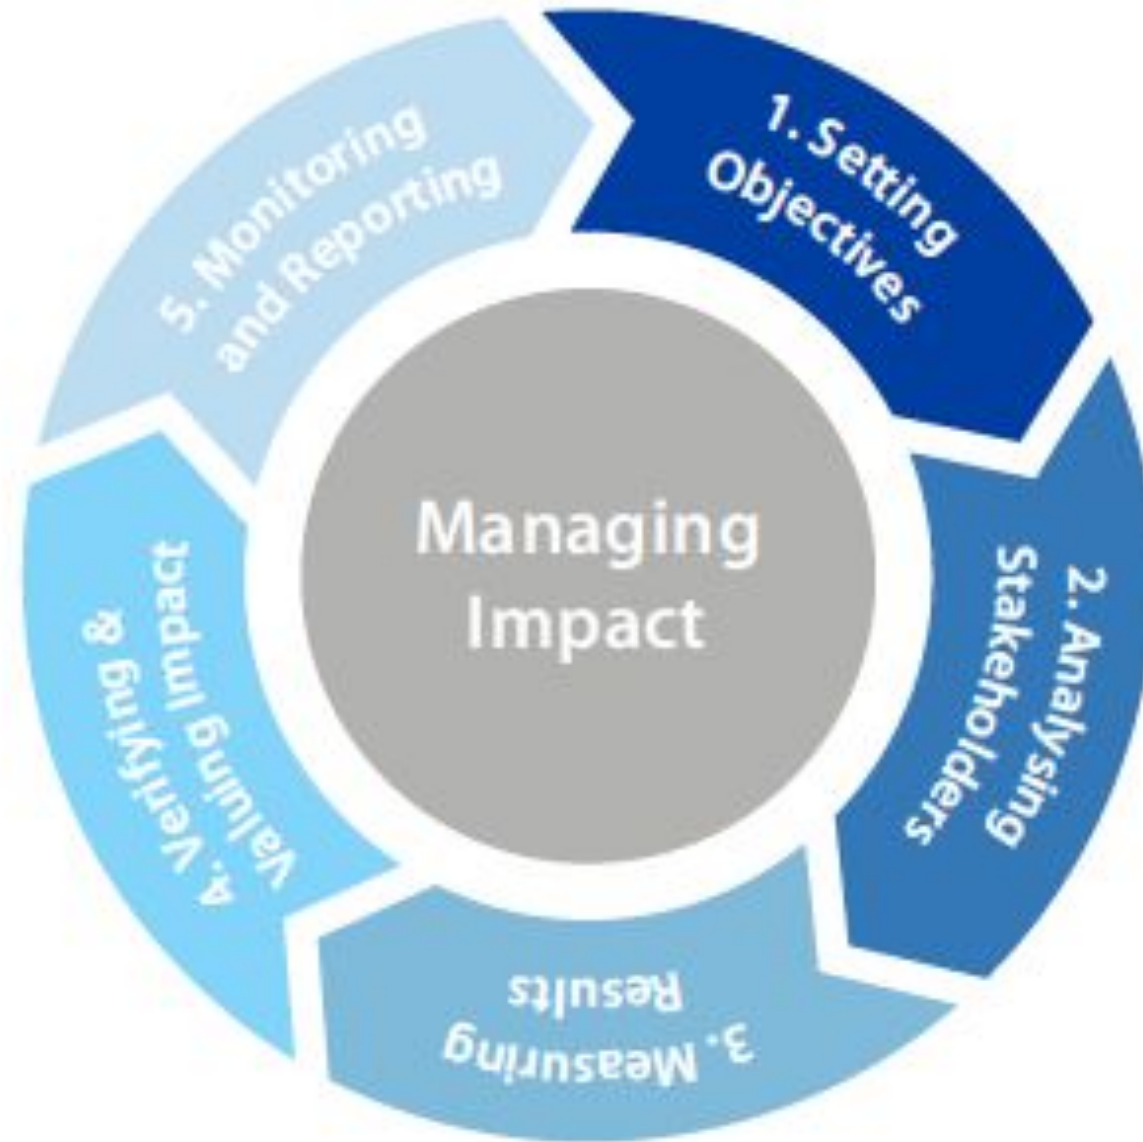 1. Setting
Objectives
2. Analysing
Stakeholders
3. Measuring
Results
4. Verifying &
Valuing Impact
5. Monitoring
and Reporting
Managing
Impact